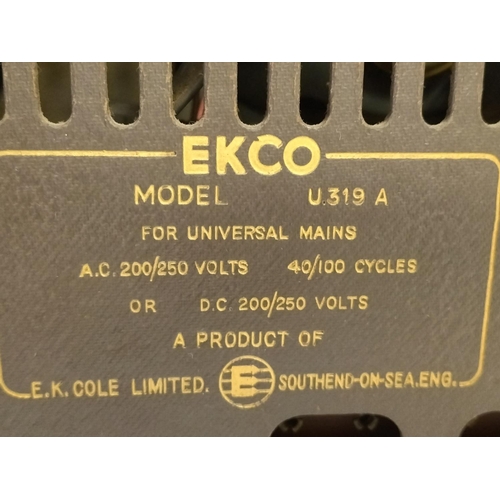 EKCO
MODEL U.319 A
FOR UNIVERSAL MAINS
A.C. 200/250 VOLTS 40/100 CYCLES
OR D.C. 200/250 VOLTS
A PRODUCT OF
E.K. COLE LIMITED. E SOUTHEND-ON-SEA.ENG.